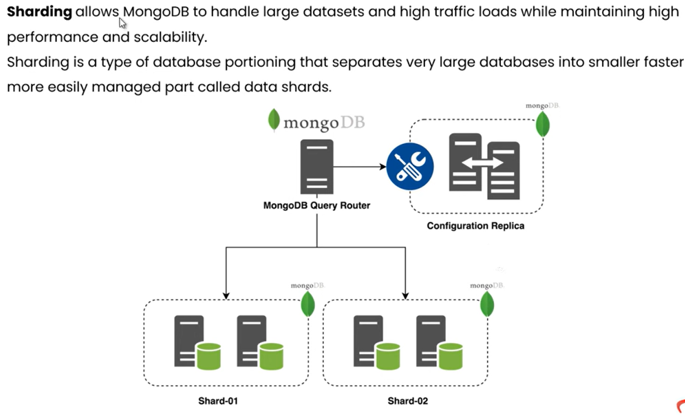 Sharding allows MongoDB to handle large datasets and high traffic loads while maintaining high
performance and scalability.
Sharding is a type of database portioning that separates very large databases into smaller faster
more easily managed part called data shards.
mongoDB
mongoDB
MongoDB Query Router
Configuration Replica
mongoDB
mongoDB
Shard-01
Shard-02